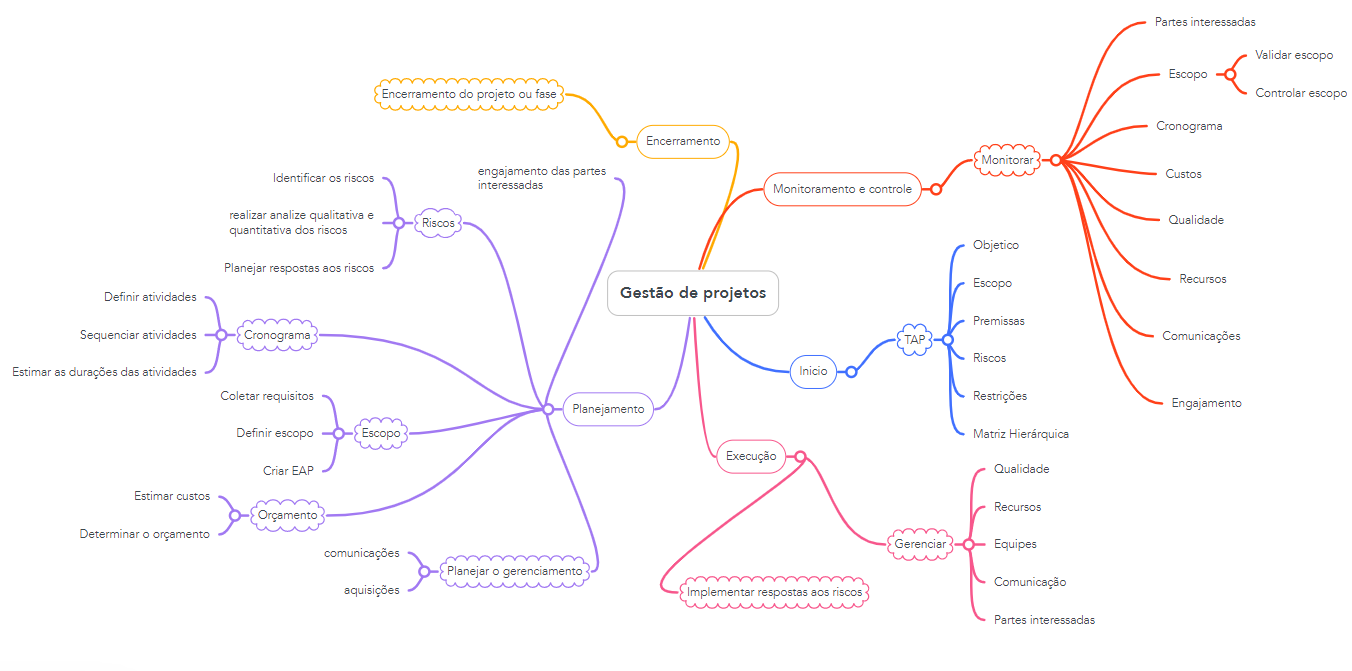 Gestão de projetos
Encerramento
Encerramento do projeto ou fase
Monitoramento e controle
Monitorar
Partes interessadas
Escopo
Validar escopo
Controlar escopo
Cronograma
Custos
Qualidade
Recursos
Comunicações
Engajamento
Inicio
TAP
Objetico
Escopo
Premissas
Riscos
Restrições
Matriz Hierárquica
Execução
Gerenciar
Qualidade
Recursos
Equipes
Comunicação
Partes interessadas
Implementar respostas aos riscos
Planejamento
engajamento das partes
interessadas
Riscos
Identificar os riscos
realizar analize qualitativa e
quantitativa dos riscos
Planejar respostas aos riscos
Cronograma
Definir atividades
Sequenciar atividades
Estimar as durações das atividades
Escopo
Coletar requisitos
Definir escopo
Criar EAP
Orçamento
Estimar custos
Determinar o orçamento
Planejar o gerenciamento
comunicações
aquisições